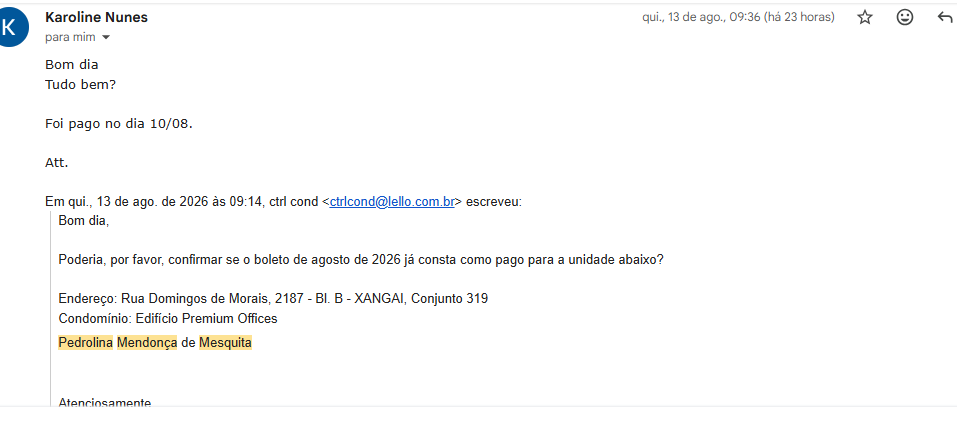 K
Karoline Nunes
qui., 13 de ago., 09:36 (há 23 horas)
para mim
Bom dia
Tudo bem?
Foi pago no dia 10/08.
Att.
Em qui., 13 de ago. de 2026 às 09:14, ctrl cond <ctrlcond@lello.com.br> escreveu:
Bom dia,
Poderia, por favor, confirmar se o boleto de agosto de 2026 já consta como pago para a unidade abaixo?
Endereço: Rua Domingos de Morais, 2187 - Bl. B - XANGAI, Conjunto 319
Condomínio: Edifício Premium Offices
Pedrolina Mendonça de Mesquita
Atenciosamente